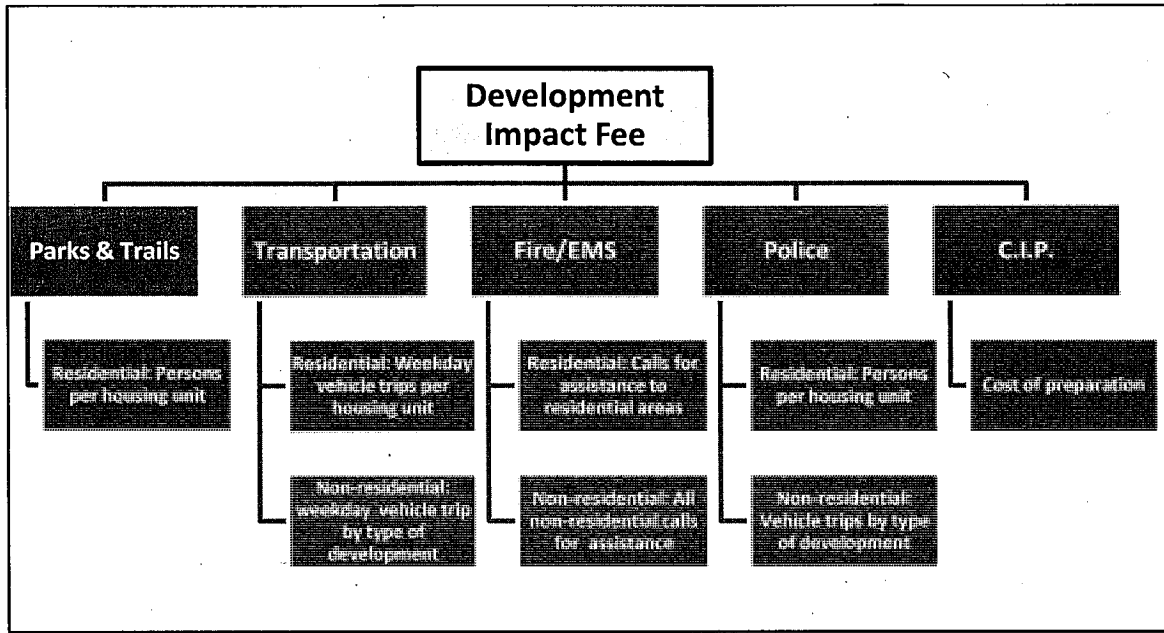 Development
Impact Fee
Parks & Trails
Transportation
Fire/EMS
Police
C.I.P.
Residential: Persons
per housing unit
Residential: Weekday
vehicle trips per
housing unit
Non-residential:
weekday vehicle trip
by type of
development
Residential: Calls for
assistance to
residential areas
Non-residential: All
non-residential calls
for assistance
Residential: Persons
per housing unit
Non-residential:
Vehicle trips by type
of development
Cost of preparation